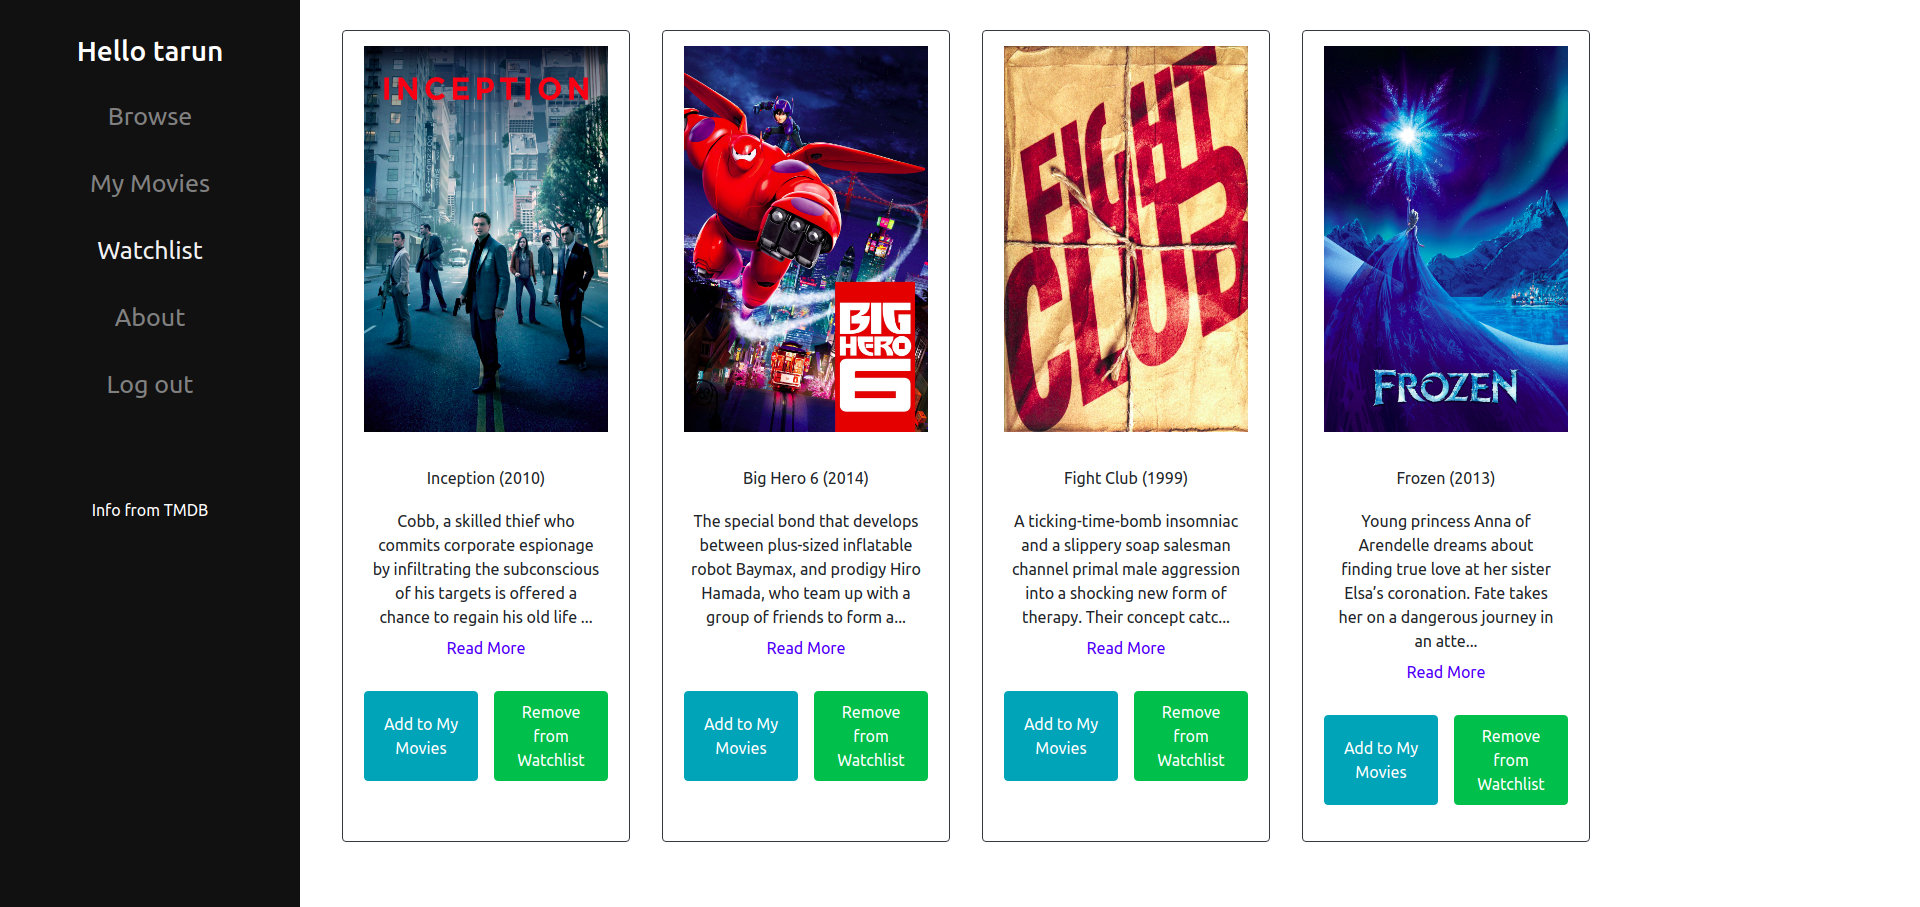 Hello tarun
Browse
My Movies
Watchlist
About
Log out
Info from TMDB
INCEPTION
Inception (2010)
Cobb, a skilled thief who
commits corporate espionage
by infiltrating the subconscious
of his targets is offered a
chance to regain his old life ...
Read More
Add to My
Movies
Remove
from
Watchlist
BIG
HERO
6
Big Hero 6 (2014)
The special bond that develops
between plus-sized inflatable
robot Baymax, and prodigy Hiro
Hamada, who team up with a
group of friends to form a...
Read More
Add to My
Movies
Remove
from
Watchlist
FIGHT
CLUB
Fight Club (1999)
A ticking-time-bomb insomniac
and a slippery soap salesman
channel primal male aggression
into a shocking new form of
therapy. Their concept catc...
Read More
Add to My
Movies
Remove
from
Watchlist
FROZEN
Frozen (2013)
Young princess Anna of
Arendelle dreams about
finding true love at her sister
Elsa’s coronation. Fate takes
her on a dangerous journey in
an atte...
Read More
Add to My
Movies
Remove
from
Watchlist